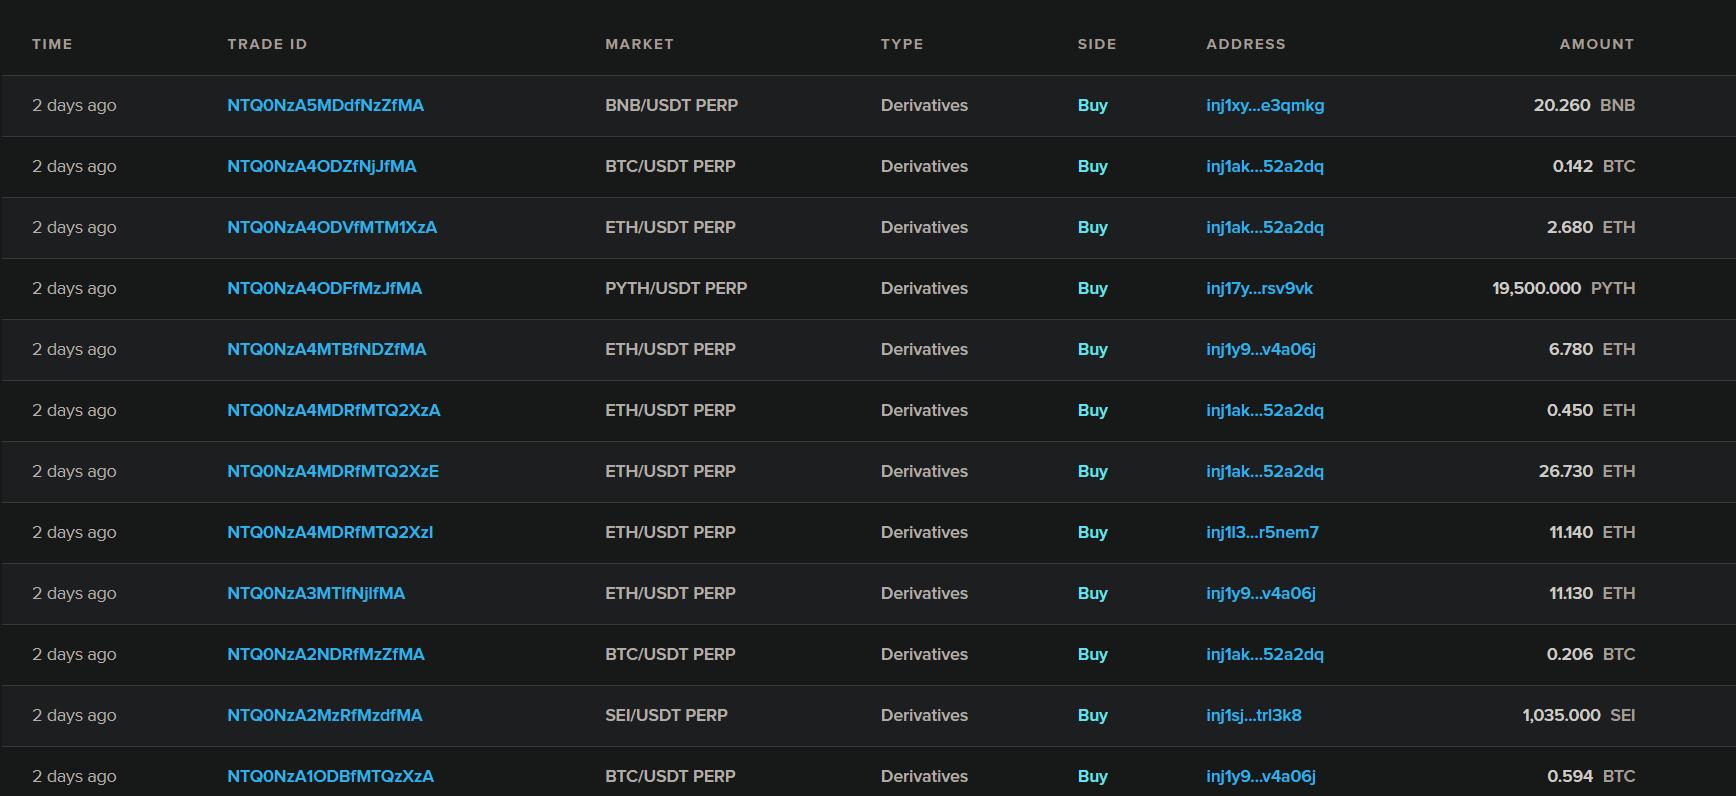 TIME TRADE ID MARKET TYPE SIDE ADDRESS AMOUNT
2 days ago NTQ0NzA5MDdfNzZfMA BNB/USDT PERP Derivatives Buy inj1xy...e3qmkg 20.260 BNB
2 days ago NTQ0NzA4ODZfNjJfMA BTC/USDT PERP Derivatives Buy inj1ak...52a2dq 0.142 BTC
2 days ago NTQ0NzA4ODVfMTM1XzA ETH/USDT PERP Derivatives Buy inj1ak...52a2dq 2.680 ETH
2 days ago NTQ0NzA4ODFfMzJfMA PYTH/USDT PERP Derivatives Buy inj17y...rsv9vk 19,500.000 PYTH
2 days ago NTQ0NzA4MTBfNDZfMA ETH/USDT PERP Derivatives Buy inj1y9...v4a06j 6.780 ETH
2 days ago NTQ0NzA4MDRfMTQ2XzA ETH/USDT PERP Derivatives Buy inj1ak...52a2dq 0.450 ETH
2 days ago NTQ0NzA4MDRfMTQ2XzE ETH/USDT PERP Derivatives Buy inj1ak...52a2dq 26.730 ETH
2 days ago NTQ0NzA4MDRfMTQ2XzI ETH/USDT PERP Derivatives Buy inj1l3...r5nem7 11.140 ETH
2 days ago NTQ0NzA3MTIfNjlfMA ETH/USDT PERP Derivatives Buy inj1y9...v4a06j 11.130 ETH
2 days ago NTQ0NzA2NDRfMzZfMA BTC/USDT PERP Derivatives Buy inj1ak...52a2dq 0.206 BTC
2 days ago NTQ0NzA2MzRfMzdfMA SEI/USDT PERP Derivatives Buy inj1sj...trl3k8 1,035.000 SEI
2 days ago NTQ0NzA1ODBfMTQzXzA BTC/USDT PERP Derivatives Buy inj1y9...v4a06j 0.594 BTC